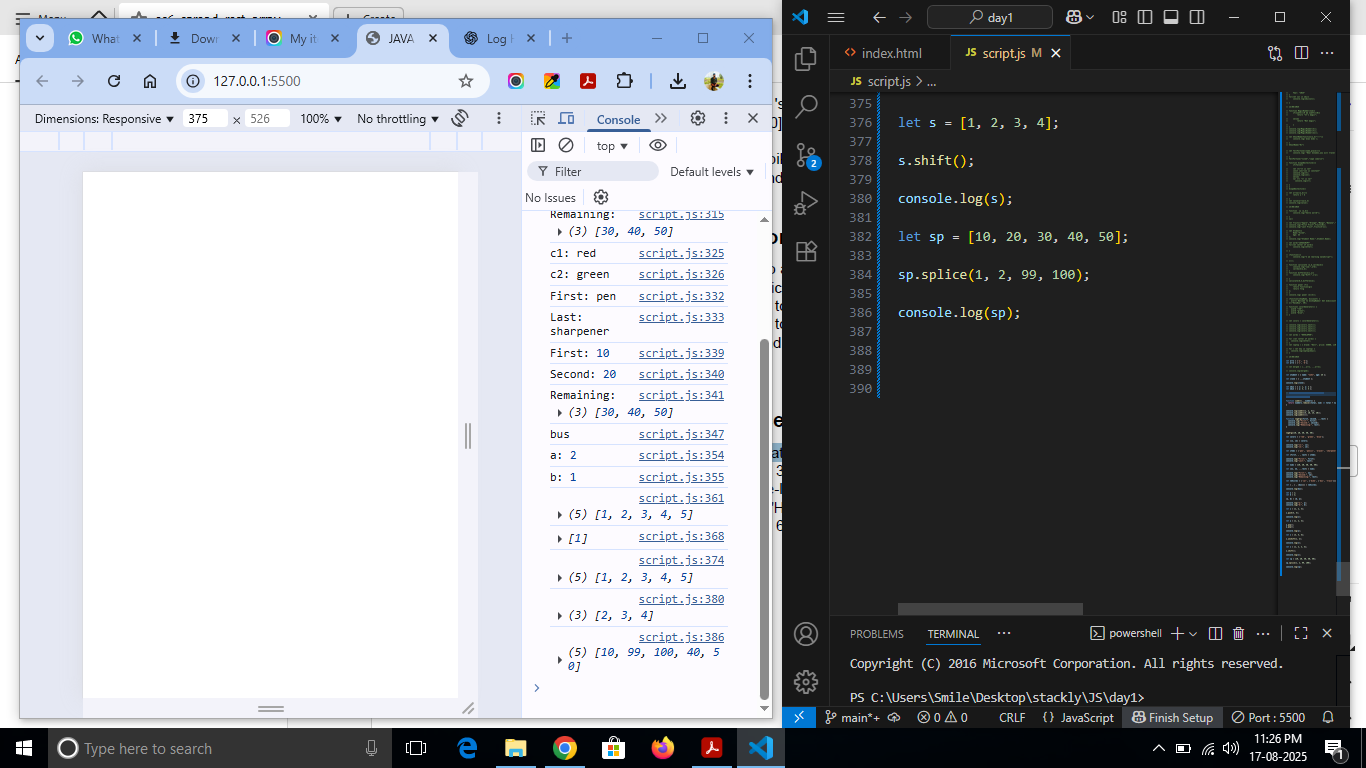 Menu
es6_spread_rest_array
Create
What
Down
My it
JAVA
Log
127.0.0.1:5500
Dimensions: Responsive
375
×
526
100%
No throttling
Console
top
Filter
Default levels
No Issues
Remaining: script.js:315
(3) [30, 40, 50]
c1: red script.js:325
c2: green script.js:326
First: pen script.js:332
Last: script.js:333
sharpener
First: 10 script.js:339
Second: 20 script.js:340
Remaining: script.js:341
(3) [30, 40, 50]
bus script.js:347
a: 2 script.js:354
b: 1 script.js:355
script.js:361
(5) [1, 2, 3, 4, 5]
script.js:368
[1]
script.js:374
(5) [1, 2, 3, 4, 5]
script.js:380
(3) [2, 3, 4]
script.js:386
(5) [10, 99, 100, 40, 5
0]
day1
index.html
JS script.js M
JS script.js > ...
375
376 let s = [1, 2, 3, 4];
377
378 s.shift();
379
380 console.log(s);
381
382 let sp = [10, 20, 30, 40, 50];
383
384 sp.splice(1, 2, 99, 100);
385
386 console.log(sp);
387
388
389
390
2
PROBLEMS TERMINAL ... powershell
Copyright (C) 2016 Microsoft Corporation. All rights reserved.
PS C:\Users\Smile\Desktop\stackly\JS\day1>
main*+ 0 0 CRLF {} JavaScript Finish Setup Port : 5500
Type here to search
11:26 PM
17-08-2025
1